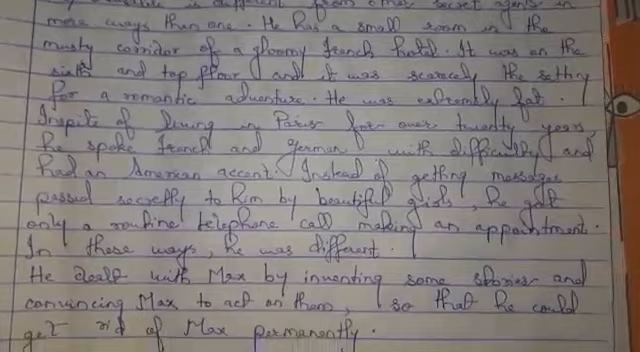 is different from other secret agents in
more ways than one. He has a small room in the
musty corridor of a gloomy French hotel. It was on the
sixth and top floor and it was scarcely the setting
for a romantic adventure. He was extremely fat.
Inspite of living in Paris for over twenty years,
he spoke French and German with difficulty and
had an American accent. Instead of getting messages
passed secretly to him by beautiful girls, he got
only a routine telephone call making an appointment.
In these ways, he was different.
He dealt with Max by inventing some stories and
convincing Max to act on them, so that he could
get rid of Max permanently.